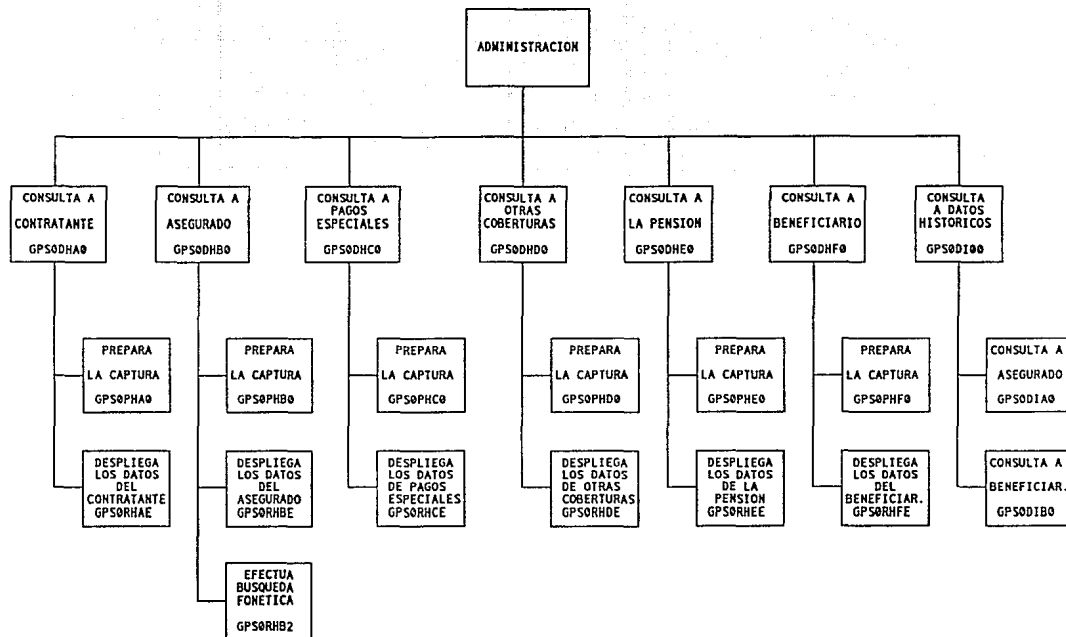 ADMINISTRACION
CONSULTA A
CONTRATANTE
GPS0DHA0
CONSULTA A
ASEGURADO
GPS0DHB0
CONSULTA A
PAGOS
ESPECIALES
GPS0DHC0
CONSULTA A
OTRAS
COBERTURAS
GPS0DHD0
CONSULTA A
LA PENSION
GPS0DHE0
CONSULTA A
BENEFICIARIO
GPS0DHF0
CONSULTA
A DATOS
HISTORICOS
GPS0DI00
PREPARA
LA CAPTURA
GPS0PHA0
PREPARA
LA CAPTURA
GPS0PHB0
PREPARA
LA CAPTURA
GPS0PHC0
PREPARA
LA CAPTURA
GPS0PHD0
PREPARA
LA CAPTURA
GPS0PHE0
PREPARA
LA CAPTURA
GPS0PHF0
CONSULTA A
ASEGURADO
GPS0DIA0
DESPLIEGA
LOS DATOS
DEL
CONTRATANTE
GPS0RHAE
DESPLIEGA
LOS DATOS
DEL
ASEGURADO
GPS0RHBE
DESPLIEGA
LOS DATOS
DE PAGOS
ESPECIALES
GPS0RHCE
DESPLIEGA
LOS DATOS
DE OTRAS
COBERTURAS
GPS0RHDE
DESPLIEGA
LOS DATOS
DE LA
PENSION
GPS0RHEE
DESPLIEGA
LOS DATOS
DEL
BENEFICIAR.
GPS0RHFE
CONSULTA A
BENEFICIAR.
GPS0DIB0
EFECTUA
BUSQUEDA
FONETICA
GPS0RHB2